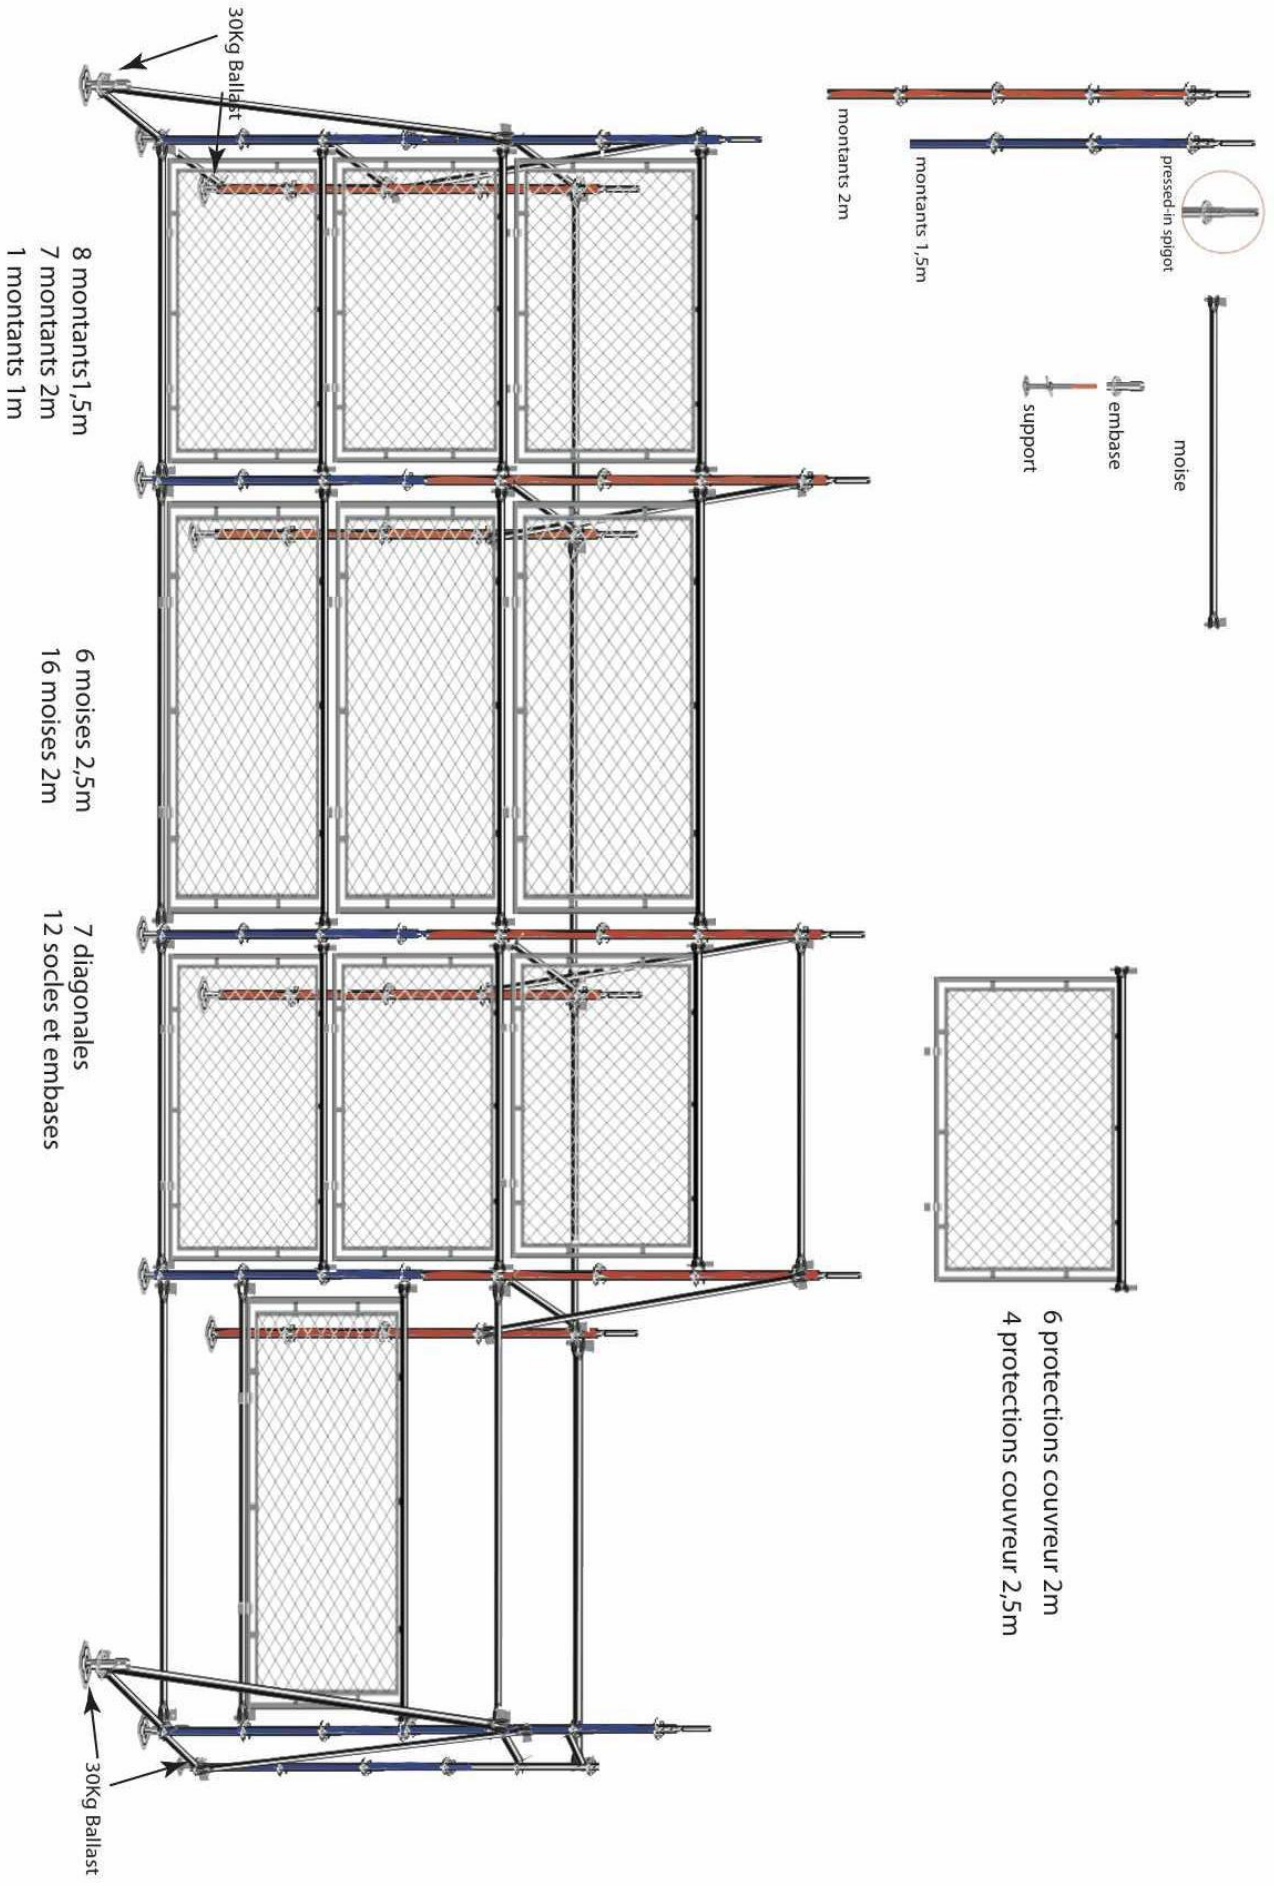 montants 2m
montants 1,5m
pressed-in spigot
moise
embase
support
6 protections couvreur 2m
4 protections couvreur 2,5m
30Kg Ballast
30Kg Ballast
8 montants1,5m
7 montants 2m
1 montants 1m
6 moises 2,5m
16 moises 2m
7 diagonales
12 socles et embases